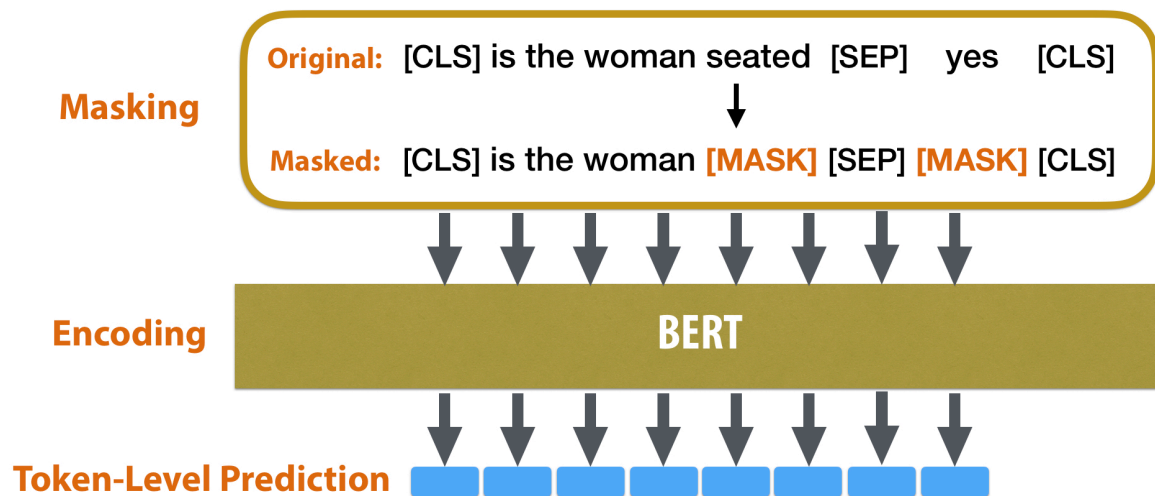 Original: [CLS] is the woman seated [SEP] yes [CLS]
Masking
Masked: [CLS] is the woman [MASK] [SEP] [MASK] [CLS]
Encoding
BERT
Token-Level Prediction